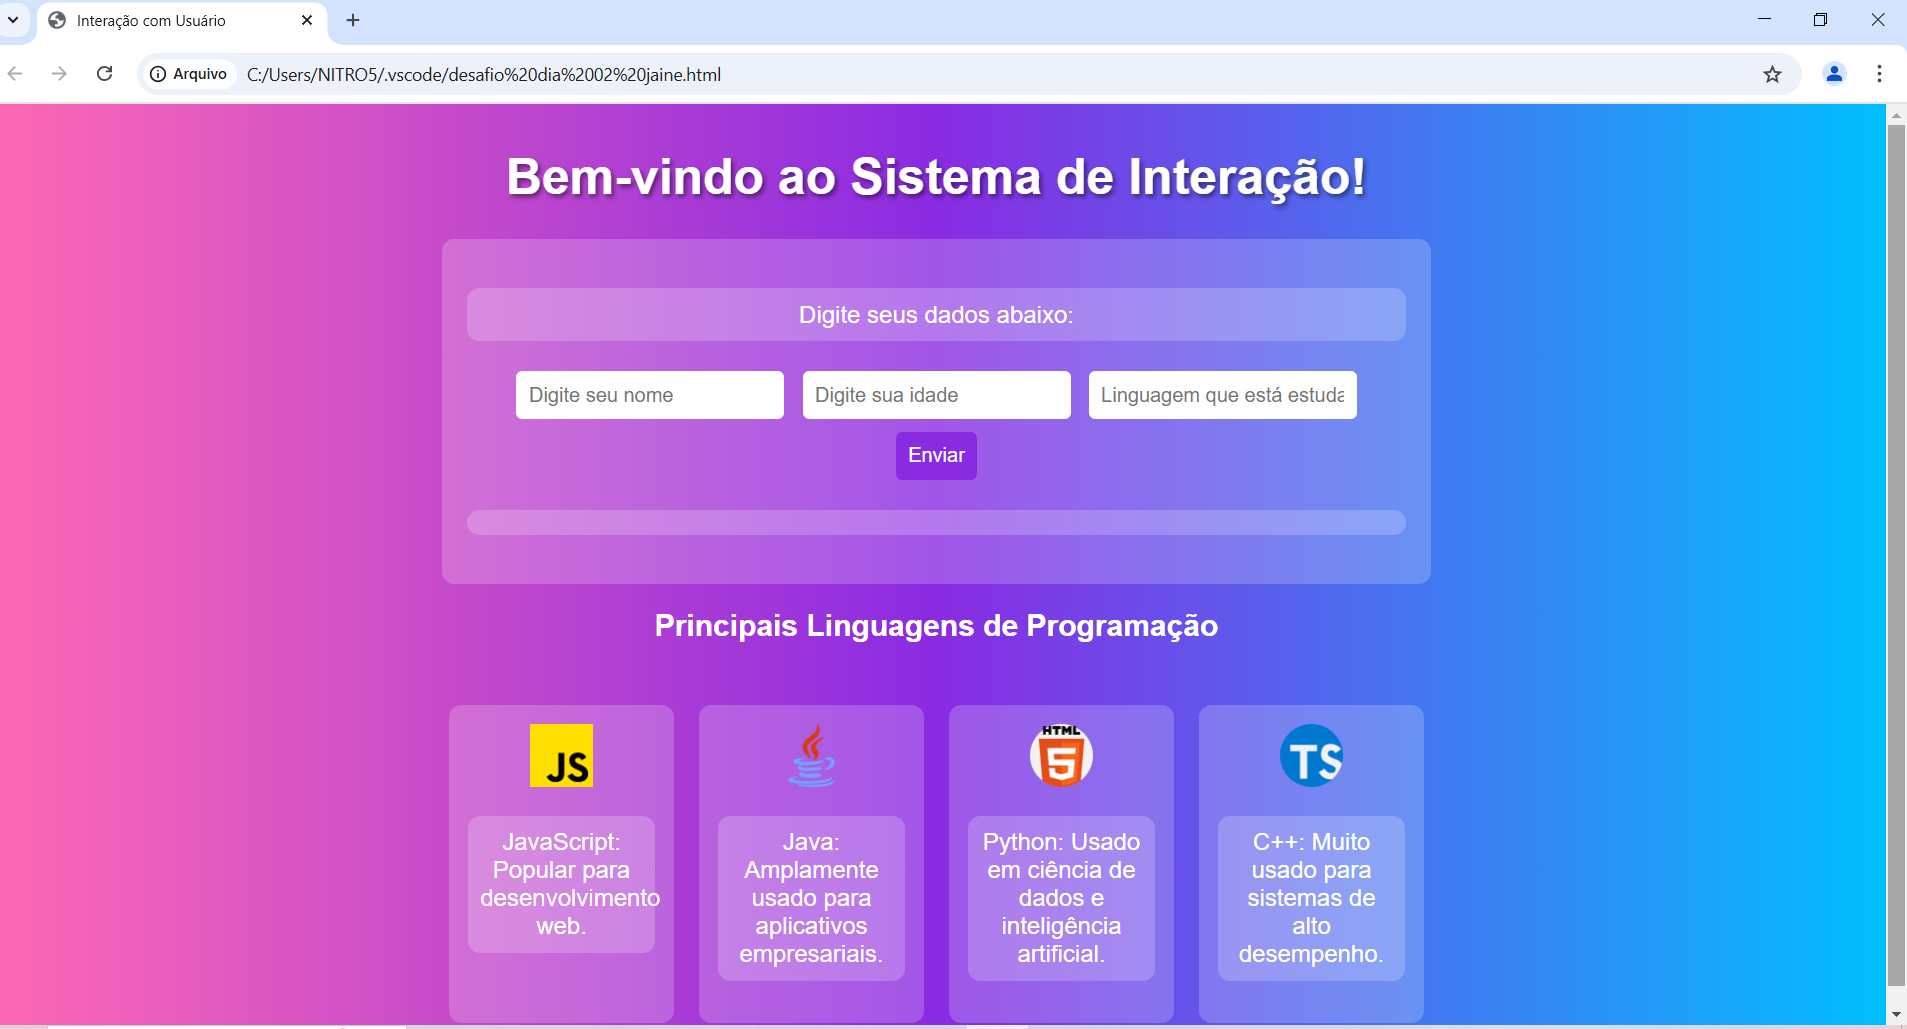 Interação com Usuário
Arquivo
C:/Users/NITRO5/.vscode/desafio%20dia%2002%20jaine.html
Bem-vindo ao Sistema de Interação!
Digite seus dados abaixo:
Digite seu nome
Digite sua idade
Linguagem que está estuda
Enviar
Principais Linguagens de Programação
JS
JavaScript:
Popular para
desenvolvimento
web.
Java:
Amplamente
usado para
aplicativos
empresariais.
HTML
5
Python: Usado
em ciência de
dados e
inteligência
artificial.
TS
C++: Muito
usado para
sistemas de
alto
desempenho.